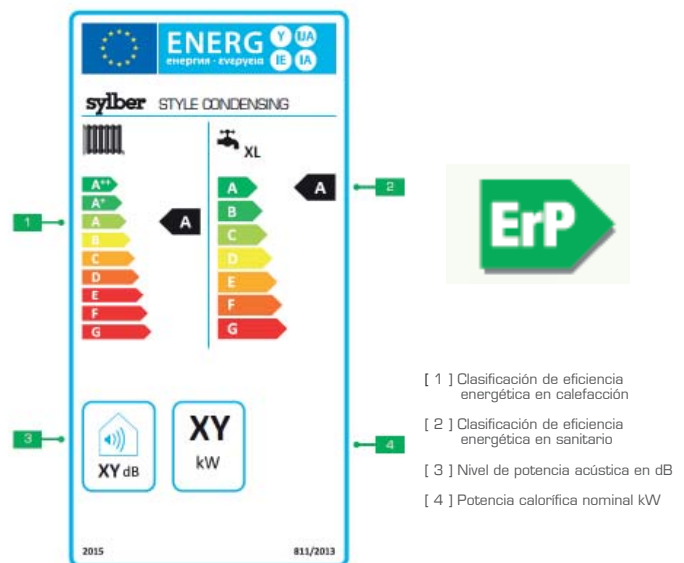 ENERG Y IJA
енергия · ενεργεια IE IA
sylber STYLE CONDENSING
XL
A++
A+
A
B
C
D
E
F
G
A
A
B
C
D
E
F
G
A
1
2
ErP
[ 1 ] Clasificación de eficiencia
energética en calefacción
[ 2 ] Clasificación de eficiencia
energética en sanitario
[ 3 ] Nivel de potencia acústica en dB
[ 4 ] Potencia calorífica nominal kW
3
XY dB
XY
kW
4
2015
811/2013